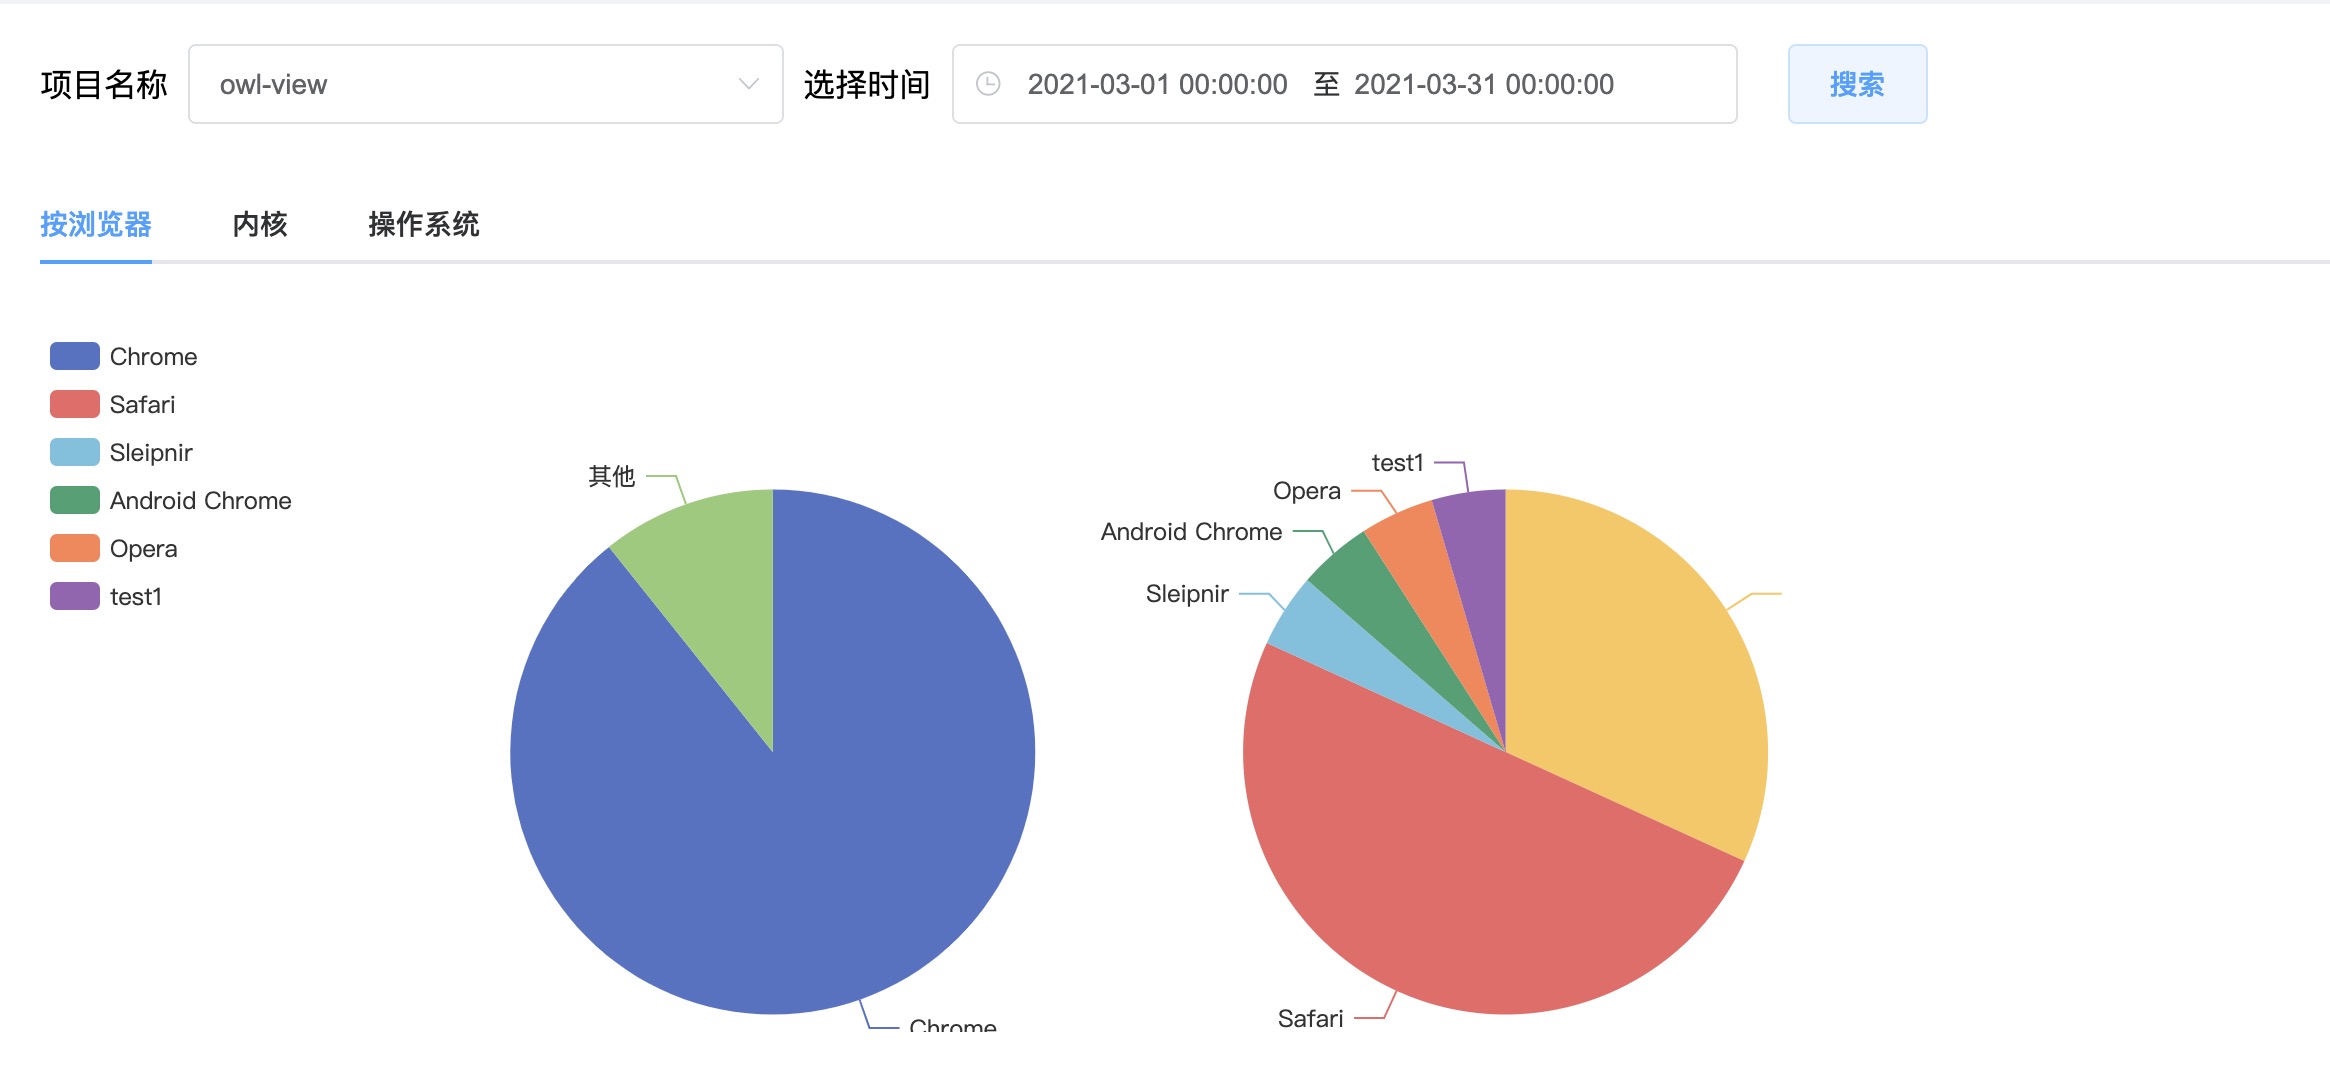 项目名称 owl-view 选择时间 2021-03-01 00:00:00 至 2021-03-31 00:00:00 搜索
按浏览器 内核 操作系统
Chrome
Safari
Sleipnir
Android Chrome
Opera
test1
其他
Chrome
test1
Opera
Android Chrome
Sleipnir
Safari